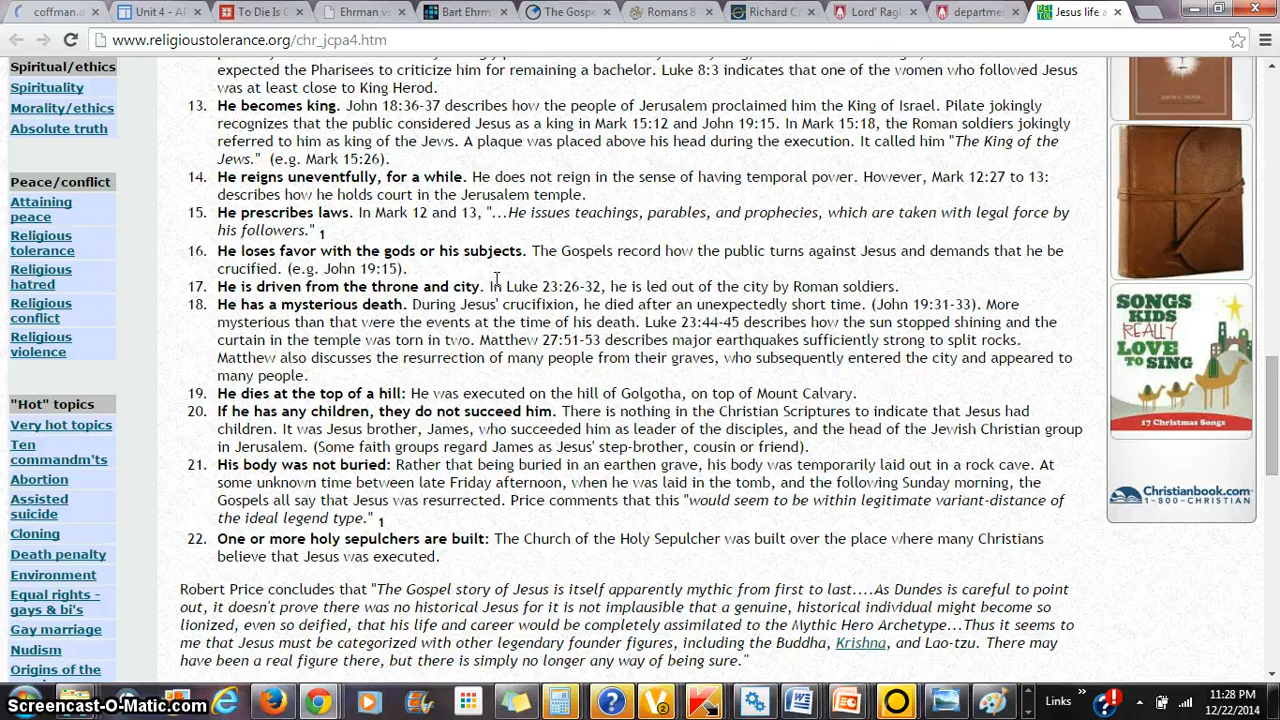 coffman.d
Unit 4 - AP
To Die Is G
Ehrman vs
Bart Ehrm
The Gospe
Romans 8
Richard C
Lord' Ragl
departme
Jesus life a
www.religioustolerance.org/chr_jcpa4.htm
Spiritual/ethics
Spirituality
Morality/ethics
Absolute truth
Peace/conflict
Attaining
peace
Religious
tolerance
Religious
hatred
Religious
conflict
Religious
violence
"Hot" topics
Very hot topics
Ten
commandm'ts
Abortion
Assisted
suicide
Cloning
Death penalty
Environment
Equal rights -
gays & bi's
Gay marriage
Nudism
Origins of the
expected the Pharisees to criticize him for remaining a bachelor. Luke 8:3 indicates that one of the women who followed Jesus
was at least close to King Herod.
13. He becomes king. John 18:36-37 describes how the people of Jerusalem proclaimed him the King of Israel. Pilate jokingly
recognizes that the public considered Jesus as a king in Mark 15:12 and John 19:15. In Mark 15:18, the Roman soldiers jokingly
referred to him as king of the Jews. A plaque was placed above his head during the execution. It called him "The King of the
Jews." (e.g. Mark 15:26).
14. He reigns uneventfully, for a while. He does not reign in the sense of having temporal power. However, Mark 12:27 to 13:
describes how he holds court in the Jerusalem temple.
15. He prescribes laws. In Mark 12 and 13, "...He issues teachings, parables, and prophecies, which are taken with legal force by
his followers." 1
16. He loses favor with the gods or his subjects. The Gospels record how the public turns against Jesus and demands that he be
crucified. (e.g. John 19:15).
17. He is driven from the throne and city. In Luke 23:26-32, he is led out of the city by Roman soldiers.
18. He has a mysterious death. During Jesus' crucifixion, he died after an unexpectedly short time. (John 19:31-33). More
mysterious than that were the events at the time of his death. Luke 23:44-45 describes how the sun stopped shining and the
curtain in the temple was torn in two. Matthew 27:51-53 describes major earthquakes sufficiently strong to split rocks.
Matthew also discusses the resurrection of many people from their graves, who subsequently entered the city and appeared to
many people.
19. He dies at the top of a hill: He was executed on the hill of Golgotha, on top of Mount Calvary.
20. If he has any children, they do not succeed him. There is nothing in the Christian Scriptures to indicate that Jesus had
children. It was Jesus brother, James who succeeded him as leader of the disciples, and the head of the Jewish Christian group
in Jerusalem. (Some faith groups regard James as Jesus' step-brother, cousin or friend).
21. His body was not buried: Rather that being buried in an earthen grave, his body was temporarily laid out in a rock cave. At
some unknown time between late Friday afternoon, when he was laid in the tomb, and the following Sunday morning, the
Gospels all say that Jesus was resurrected. Price comments that this "would seem to be within legitimate variant-distance of
the ideal legend type." 1
22. One or more holy sepulchers are built: The Church of the Holy Sepulcher was built over the place where many Christians
believe that Jesus was executed.
Robert Price concludes that "The Gospel story of Jesus is itself apparently mythic from first to last....As Dundes is careful to point
out, it doesn't prove there was no historical Jesus for it is not implausible that a genuine, historical individual might become so
lionized, even so deified, that his life and career would be completely assimilated to the Mythic Hero Archetype...Thus it seems to
me that Jesus must be categorized with other legendary founder figures, including the Buddha, Krishna, and Lao-tzu. There may
have been a real figure there, but there is simply no longer any way of being sure."
SONGS
KIDS
REALLY
LOVE TO
SING
17 Christmas Songs
Christianbook.com
1-800-CHRISTIAN
Screencast-O-Matic.com
Links
11:28 PM
12/22/2014